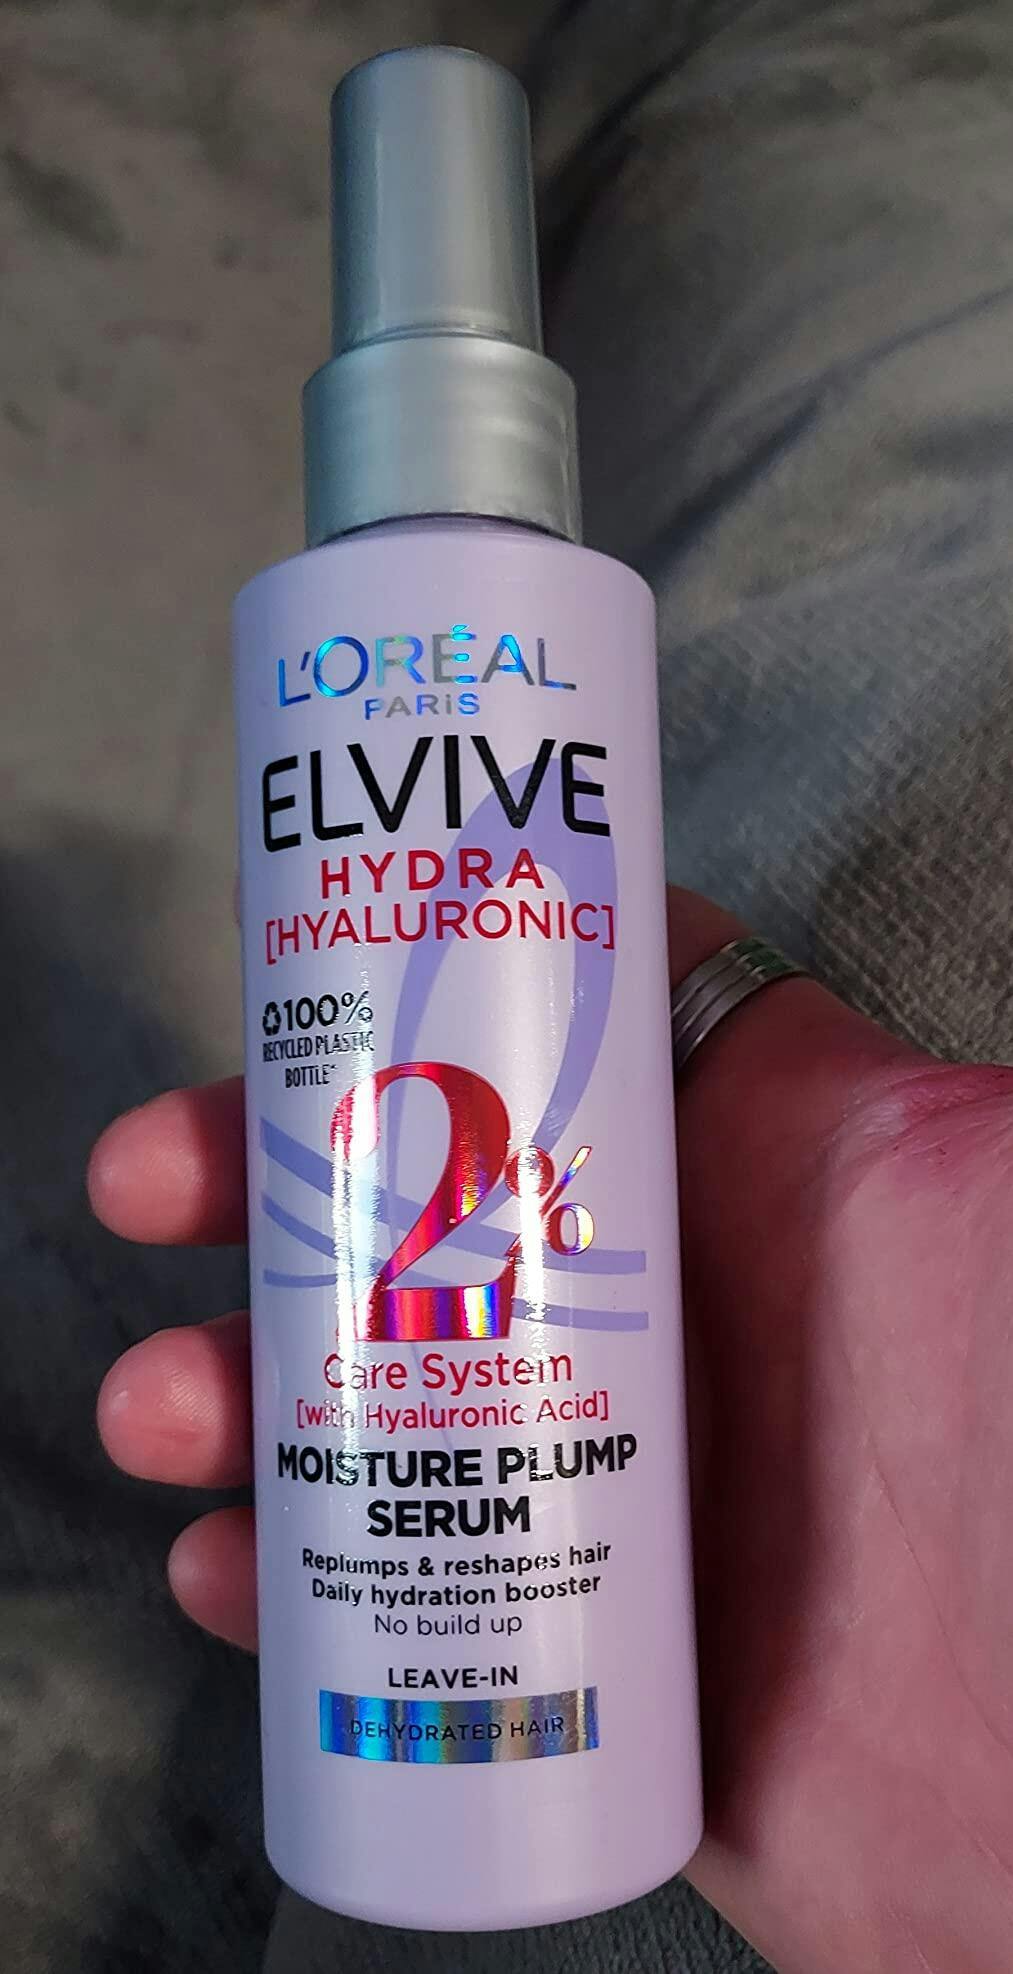 L'ORÉAL
PARiS
ELVIVE
HYDRA
[HYALURONIC]
100%
RECYCLED PLASTIC
BOTTLE*
2%
Care System
[with Hyaluronic Acid]
MOISTURE PLUMP
SERUM
Replumps & reshapes hair
Daily hydration booster
No build up
LEAVE-IN
DEHYDRATED HAIR